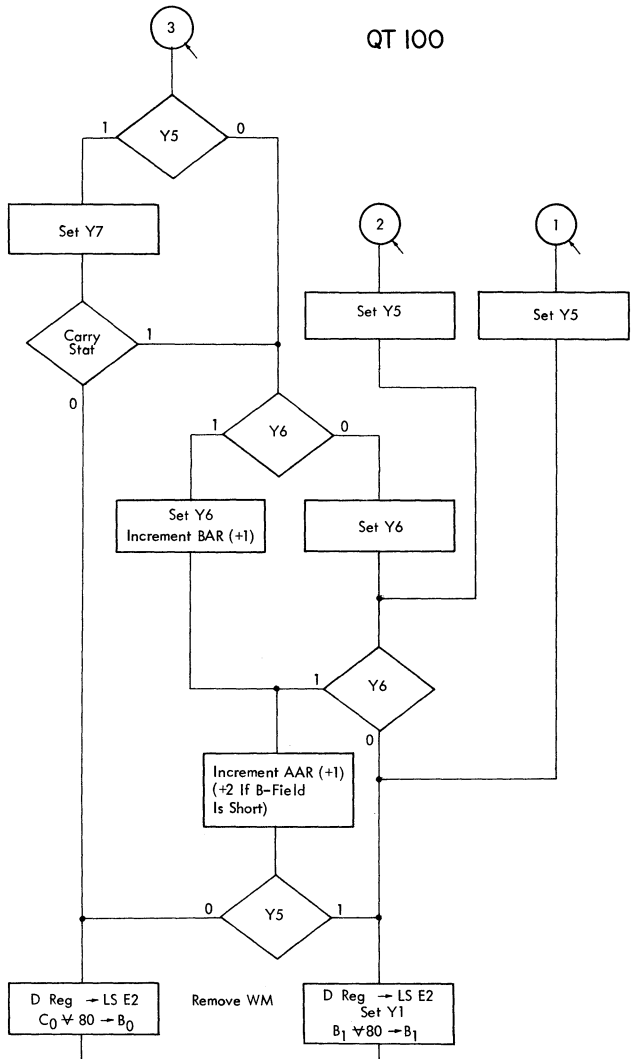 3
QT 100
1
Y5
0
Set Y7
2
1
Set Y5
Set Y5
Carry
Stat
1
0
1
Y6
0
Set Y6
Increment BAR (+1)
Set Y6
1
Y6
0
Increment AAR (+1)
(+2 If B-Field
Is Short)
0
Y5
1
D Reg → LS E2
C0 ∀ 80 → B0
Remove WM
D Reg → LS E2
Set Y1
B1 ∀ 80 → B1